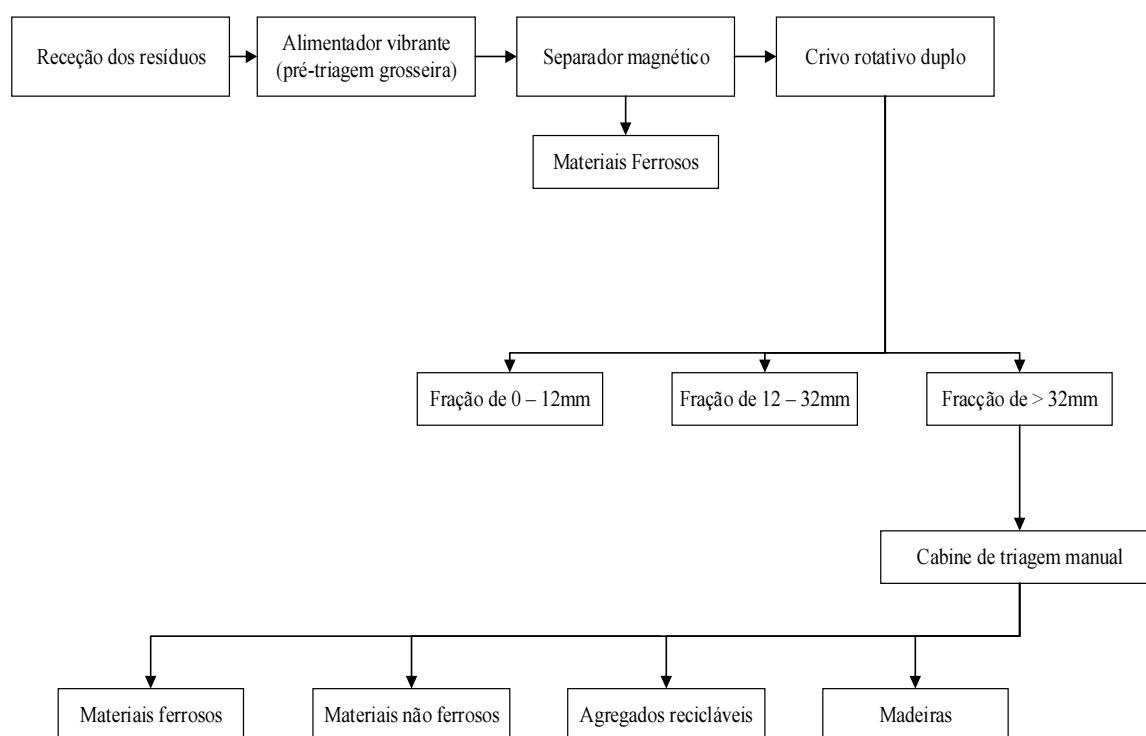 Receção dos resíduos
Alimentador vibrante
(pré-triagem grosseira)
Separador magnético
Crivo rotativo duplo
Materiais Ferrosos
Fração de 0 – 12mm
Fração de 12 – 32mm
Fracção de > 32mm
Cabine de triagem manual
Materiais ferrosos
Materiais não ferrosos
Agregados recicláveis
Madeiras